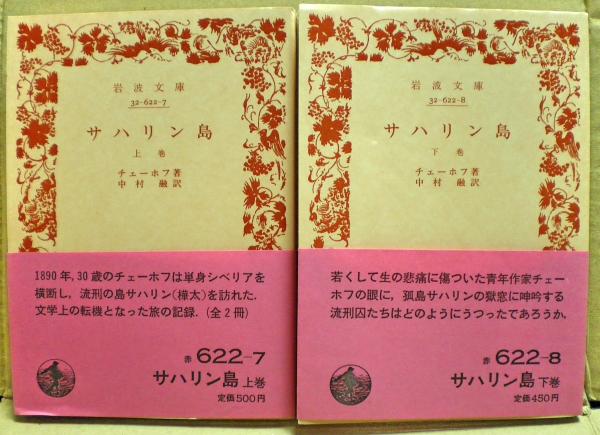 岩波文庫
32-622-7
サハリン島
上巻
チェーホフ著
中村融訳
1890年,30歳のチェーホフは単身シベリアを
横断し,流刑の島サハリン(樺太)を訪れた.
文学上の転機となった旅の記録.(全2冊)
赤 622-7
サハリン島 上巻
定価500円
岩波文庫
32-622-8
サハリン島
下巻
チェーホフ著
中村融訳
若くして生の悲痛に傷ついた青年作家チェー
ホフの眼に,孤島サハリンの獄窓に呻吟する
流刑囚たちはどのようにうつったであろうか.
赤 622-8
サハリン島 下巻
定価450円